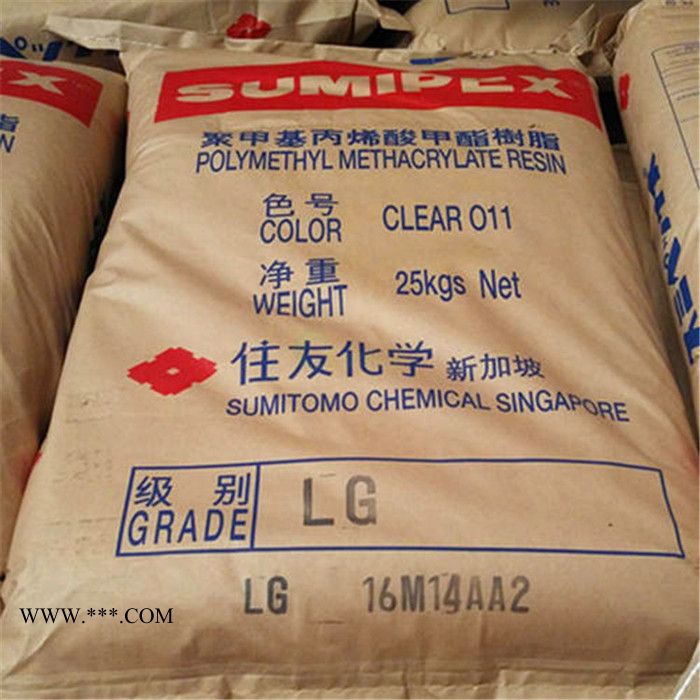 SUMIPEX
聚甲基丙烯酸甲酯樹脂
POLYMETHYL METHACRYLATE RESIN
色号 CLEAR 011
COLOR
净重 25kgs Net
WEIGHT
住友化学 新加坡
SUMITOMO CHEMICAL SINGAPORE
级别 LG
GRADE
LG 16M14AA2
WWW.***.COM